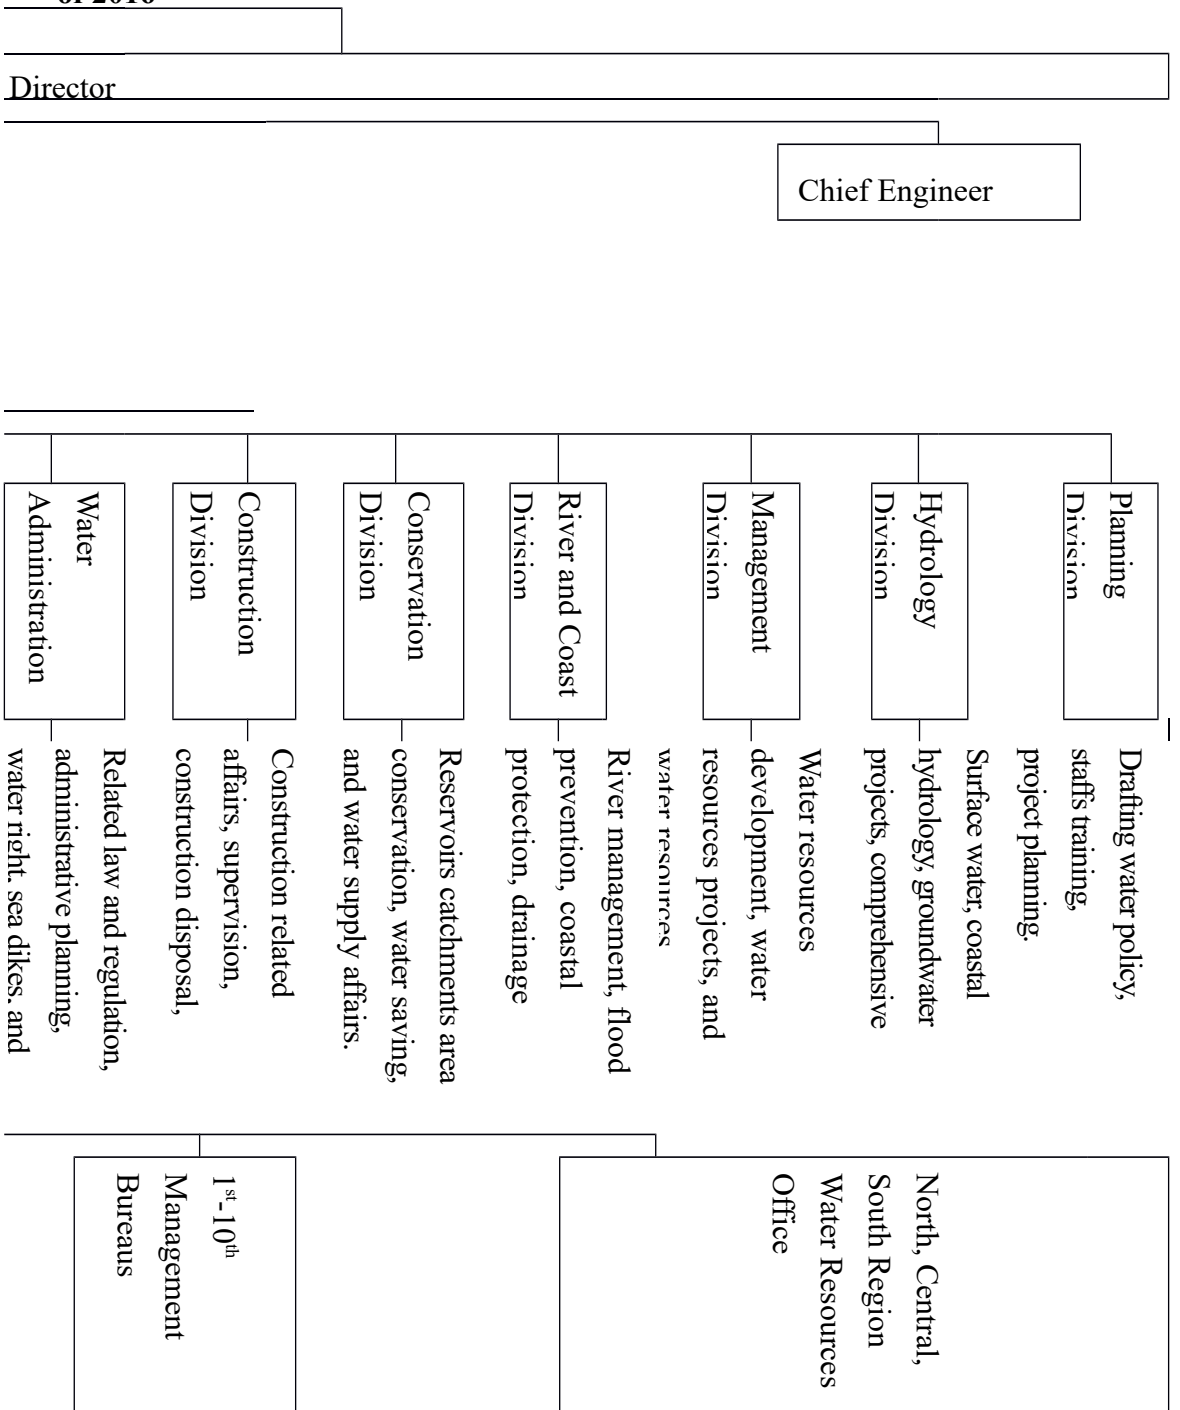 of 2016
Director
Chief Engineer
Planning
Division
Hydrology
Division
Management
Division
River and Coast
Division
Conservation
Division
Construction
Division
Water
Administration
Drafting water policy,
staffs training,
project planning.
Surface water, coastal
hydrology, groundwater
projects, comprehensive
Water resources
development, water
resources projects, and
water resources
River management, flood
prevention, coastal
protection, drainage
Reservoirs catchments area
conservation, water saving,
and water supply affairs.
Construction related
affairs, supervision,
construction disposal,
Related law and regulation,
administrative planning,
water right, sea dikes, and
North, Central,
South Region
Water Resources
Office
1st-10th
Management
Bureaus